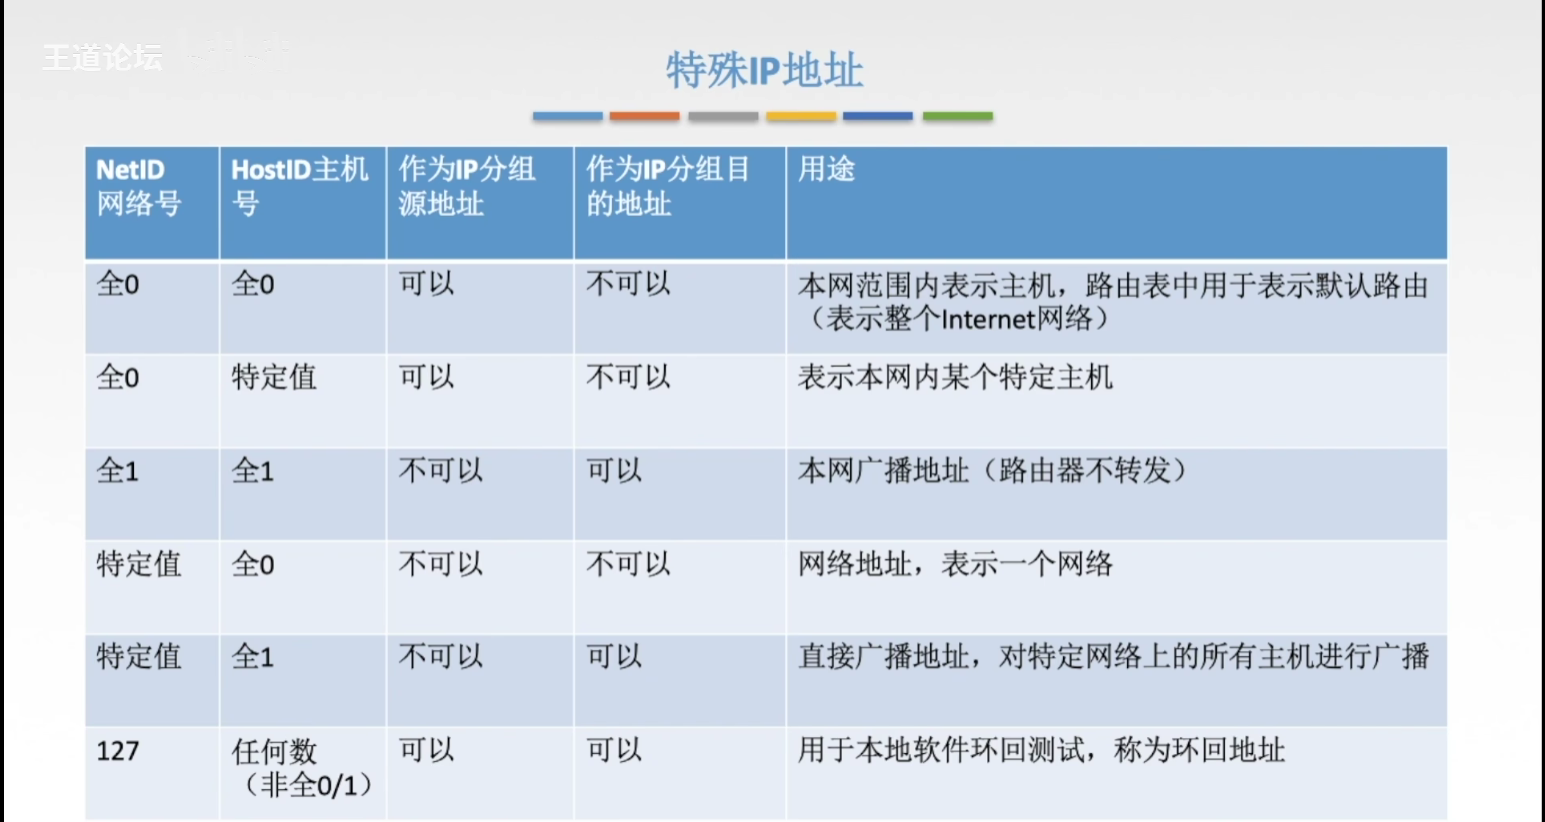 王道论坛
特殊IP地址
NetID
网络号
HostID主机
号
作为IP分组
源地址
作为IP分组目
的地址
用途
全0
全0
可以
不可以
本网范围内表示主机，路由表中用于表示默认路由
（表示整个Internet网络）
全0
特定值
可以
不可以
表示本网内某个特定主机
全1
全1
不可以
可以
本网广播地址（路由器不转发）
特定值
全0
不可以
不可以
网络地址，表示一个网络
特定值
全1
不可以
可以
直接广播地址，对特定网络上的所有主机进行广播
127
任何数
（非全0/1）
可以
可以
用于本地软件环回测试，称为环回地址